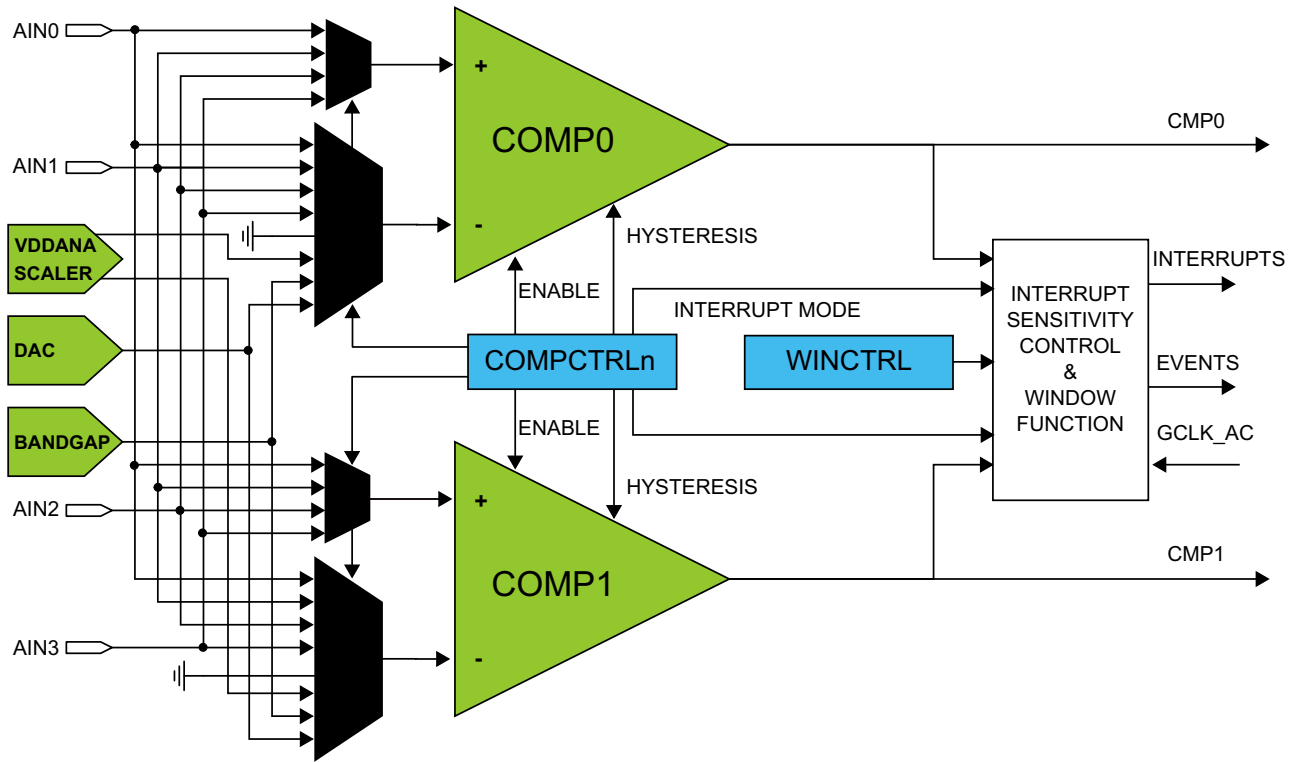 AIN0
+
COMP0
-
CMP0
AIN1
VDDANA
SCALER
HYSTERESIS
ENABLE
INTERRUPT MODE
INTERRUPT
SENSITIVITY
CONTROL
&
WINDOW
FUNCTION
INTERRUPTS
DAC
COMPCTRLn
WINCTRL
EVENTS
BANDGAP
ENABLE
GCLK_AC
HYSTERESIS
AIN2
+
COMP1
-
CMP1
AIN3